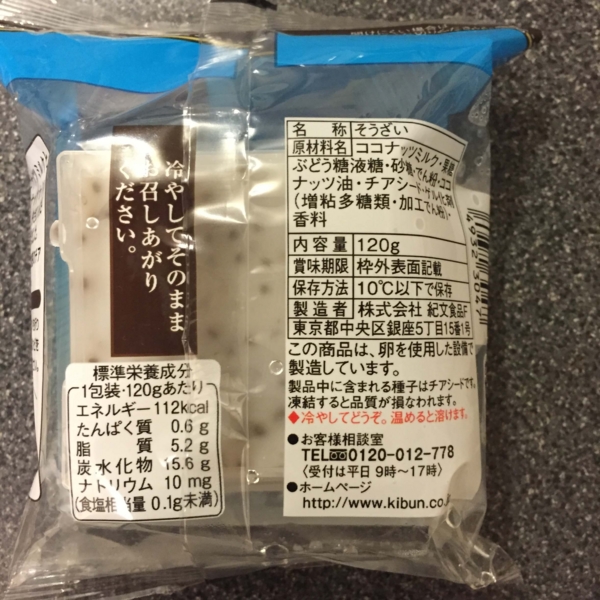 冷やしてそのまま
お召しあがり
ください。
名 称 そうざい
原材料名 ココナッツミルク・果糖
ぶどう糖液糖・砂糖・でん粉・ココ
ナッツ油・チアシード・ゲル化剤
(増粘多糖類・加工でん粉)・
香料
内容量 120g
賞味期限 枠外表面記載
保存方法 10℃以下で保存
製造者 株式会社 紀文食品F
東京都中央区銀座5丁目15番1号
この商品は、卵を使用した設備で
製造しています。
製品中に含まれる種子はチアシードです。
凍結すると品質が損なわれます。
◆冷やしてどうぞ。温めると溶けます。
●お客様相談室
TEL 0120-012-778
〈受付は平日 9時~17時〉
●ホームページ
http://www.kibun.co
標準栄養成分
1包装・120gあたり
エネルギー 112kcal
たんぱく質 0.6 g
脂 質 5.2 g
炭水化物 15.6 g
ナトリウム 10 mg
(食塩相当量 0.1g未満)